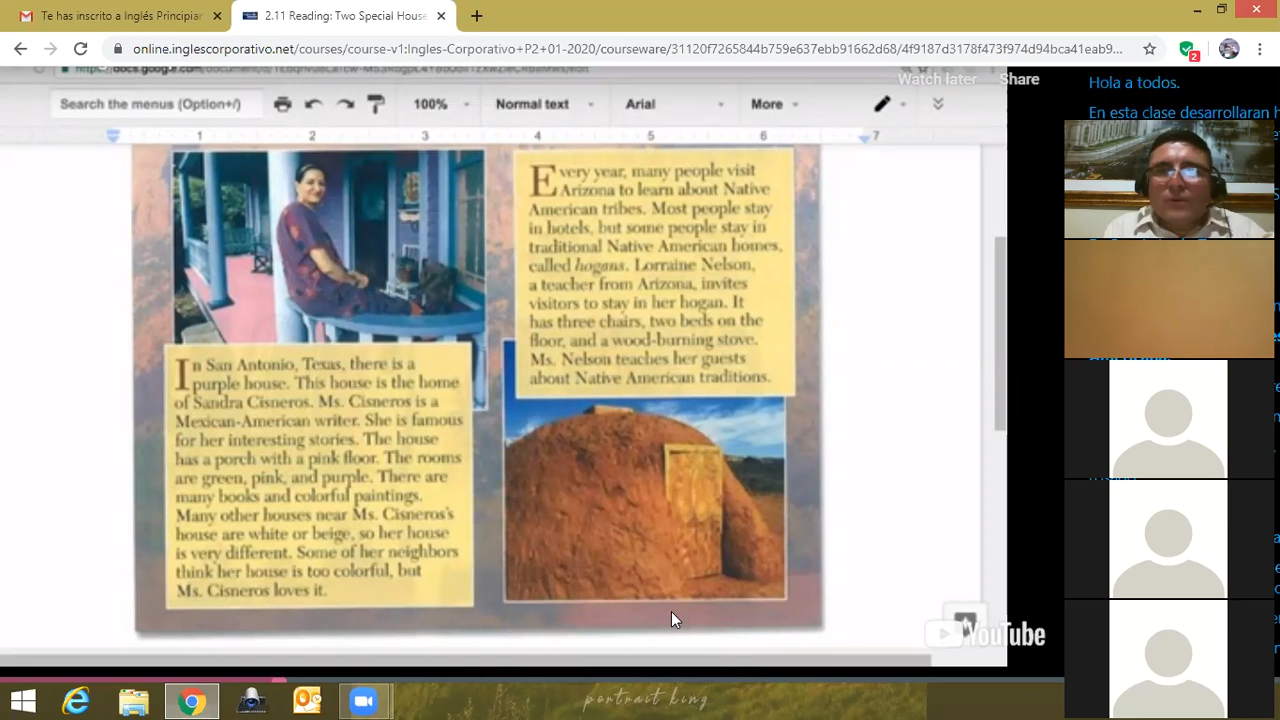 Te has inscrito a Inglés Principian
2.11 Reading: Two Special House
online.inglescorporativo.net/courses/course-v1:Ingles-Corporativo+P2+01-2020/courseware/31120f7265844b759e637ebb91662d68/4f9187d3178f473f974d94bca41eab9...
2
Watch later
Share
Hola a todos.
En esta clase desarrollaran h
Search the menus (Option+/)
100%
Normal text
Arial
More
1 2 3 4 5 6 7
In San Antonio, Texas, there is a
purple house. This house is the home
of Sandra Cisneros. Ms. Cisneros is a
Mexican-American writer. She is famous
for her interesting stories. The house
has a porch with a pink floor. The rooms
are green, pink, and purple. There are
many books and colorful paintings.
Many other houses near Ms. Cisneros's
house are white or beige, so her house
is very different. Some of her neighbors
think her house is too colorful, but
Ms. Cisneros loves it.
Every year, many people visit
Arizona to learn about Native
American tribes. Most people stay
in hotels, but some people stay in
traditional Native American homes,
called hogans. Lorraine Nelson,
a teacher from Arizona, invites
visitors to stay in her hogan. It
has three chairs, two beds on the
floor, and a wood-burning stove.
Ms. Nelson teaches her guests
about Native American traditions.
YouTube
portrait king